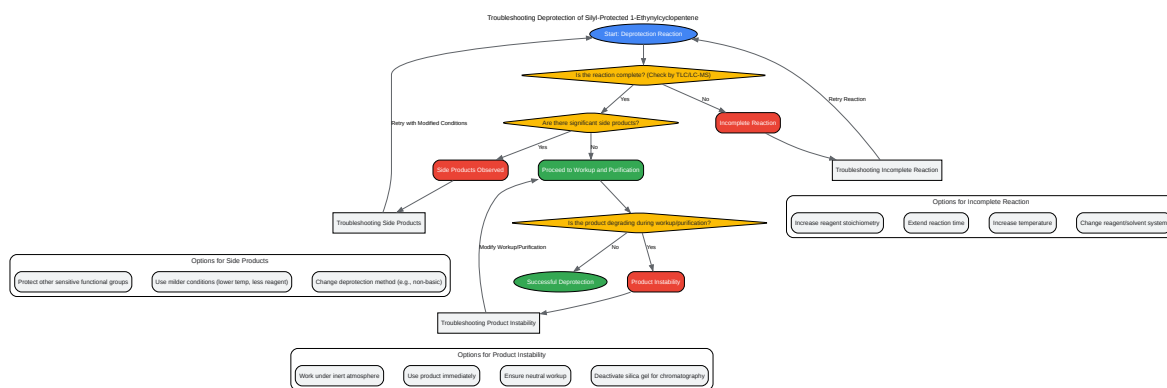 Troubleshooting Deprotection of Silyl-Protected 1-Ethynylcyclopentene
Start: Deprotection Reaction
Is the reaction complete? (Check by TLC/LC-MS)
Yes
No
Retry Reaction
Retry with Modified Conditions
Are there significant side products?
Incomplete Reaction
Yes
No
Side Products Observed
Proceed to Workup and Purification
Troubleshooting Incomplete Reaction
Troubleshooting Side Products
Is the product degrading during workup/purification?
Options for Incomplete Reaction
Increase reagent stoichiometry
Extend reaction time
Increase temperature
Change reagent/solvent system
Modify Workup/Purification
No
Yes
Options for Side Products
Protect other sensitive functional groups
Use milder conditions (lower temp, less reagent)
Change deprotection method (e.g., non-basic)
Successful Deprotection
Product Instability
Troubleshooting Product Instability
Options for Product Instability
Work under inert atmosphere
Use product immediately
Ensure neutral workup
Deactivate silica gel for chromatography